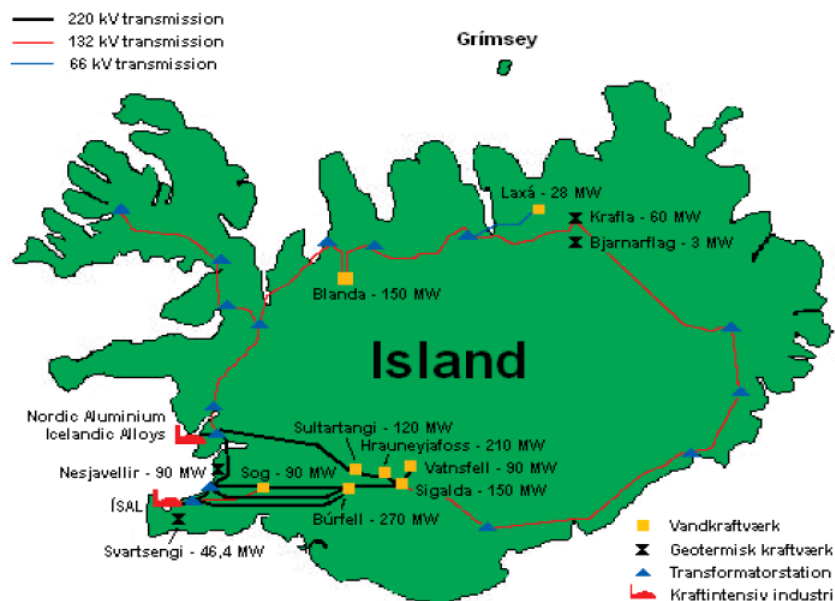 220 kV transmission
132 kV transmission
66 kV transmission
Grímsey
Laxá - 28 MW
Krafla - 60 MW
Bjarnarflag - 3 MW
Blanda - 150 MW
Island
Nordic Aluminium
Icelandic Alloys
Sultartangi - 120 MW
Hrauneyjafoss - 210 MW
Nesjavellir - 90 MW
Sog - 90 MW
Vatnsfell - 90 MW
Sigalda - 150 MW
ÍSAL
Búrfell - 270 MW
Svartsengi - 46,4 MW
Vandkraftværk
Geotermisk kraftværk
Transformatorstation
Kraftintensiv industri